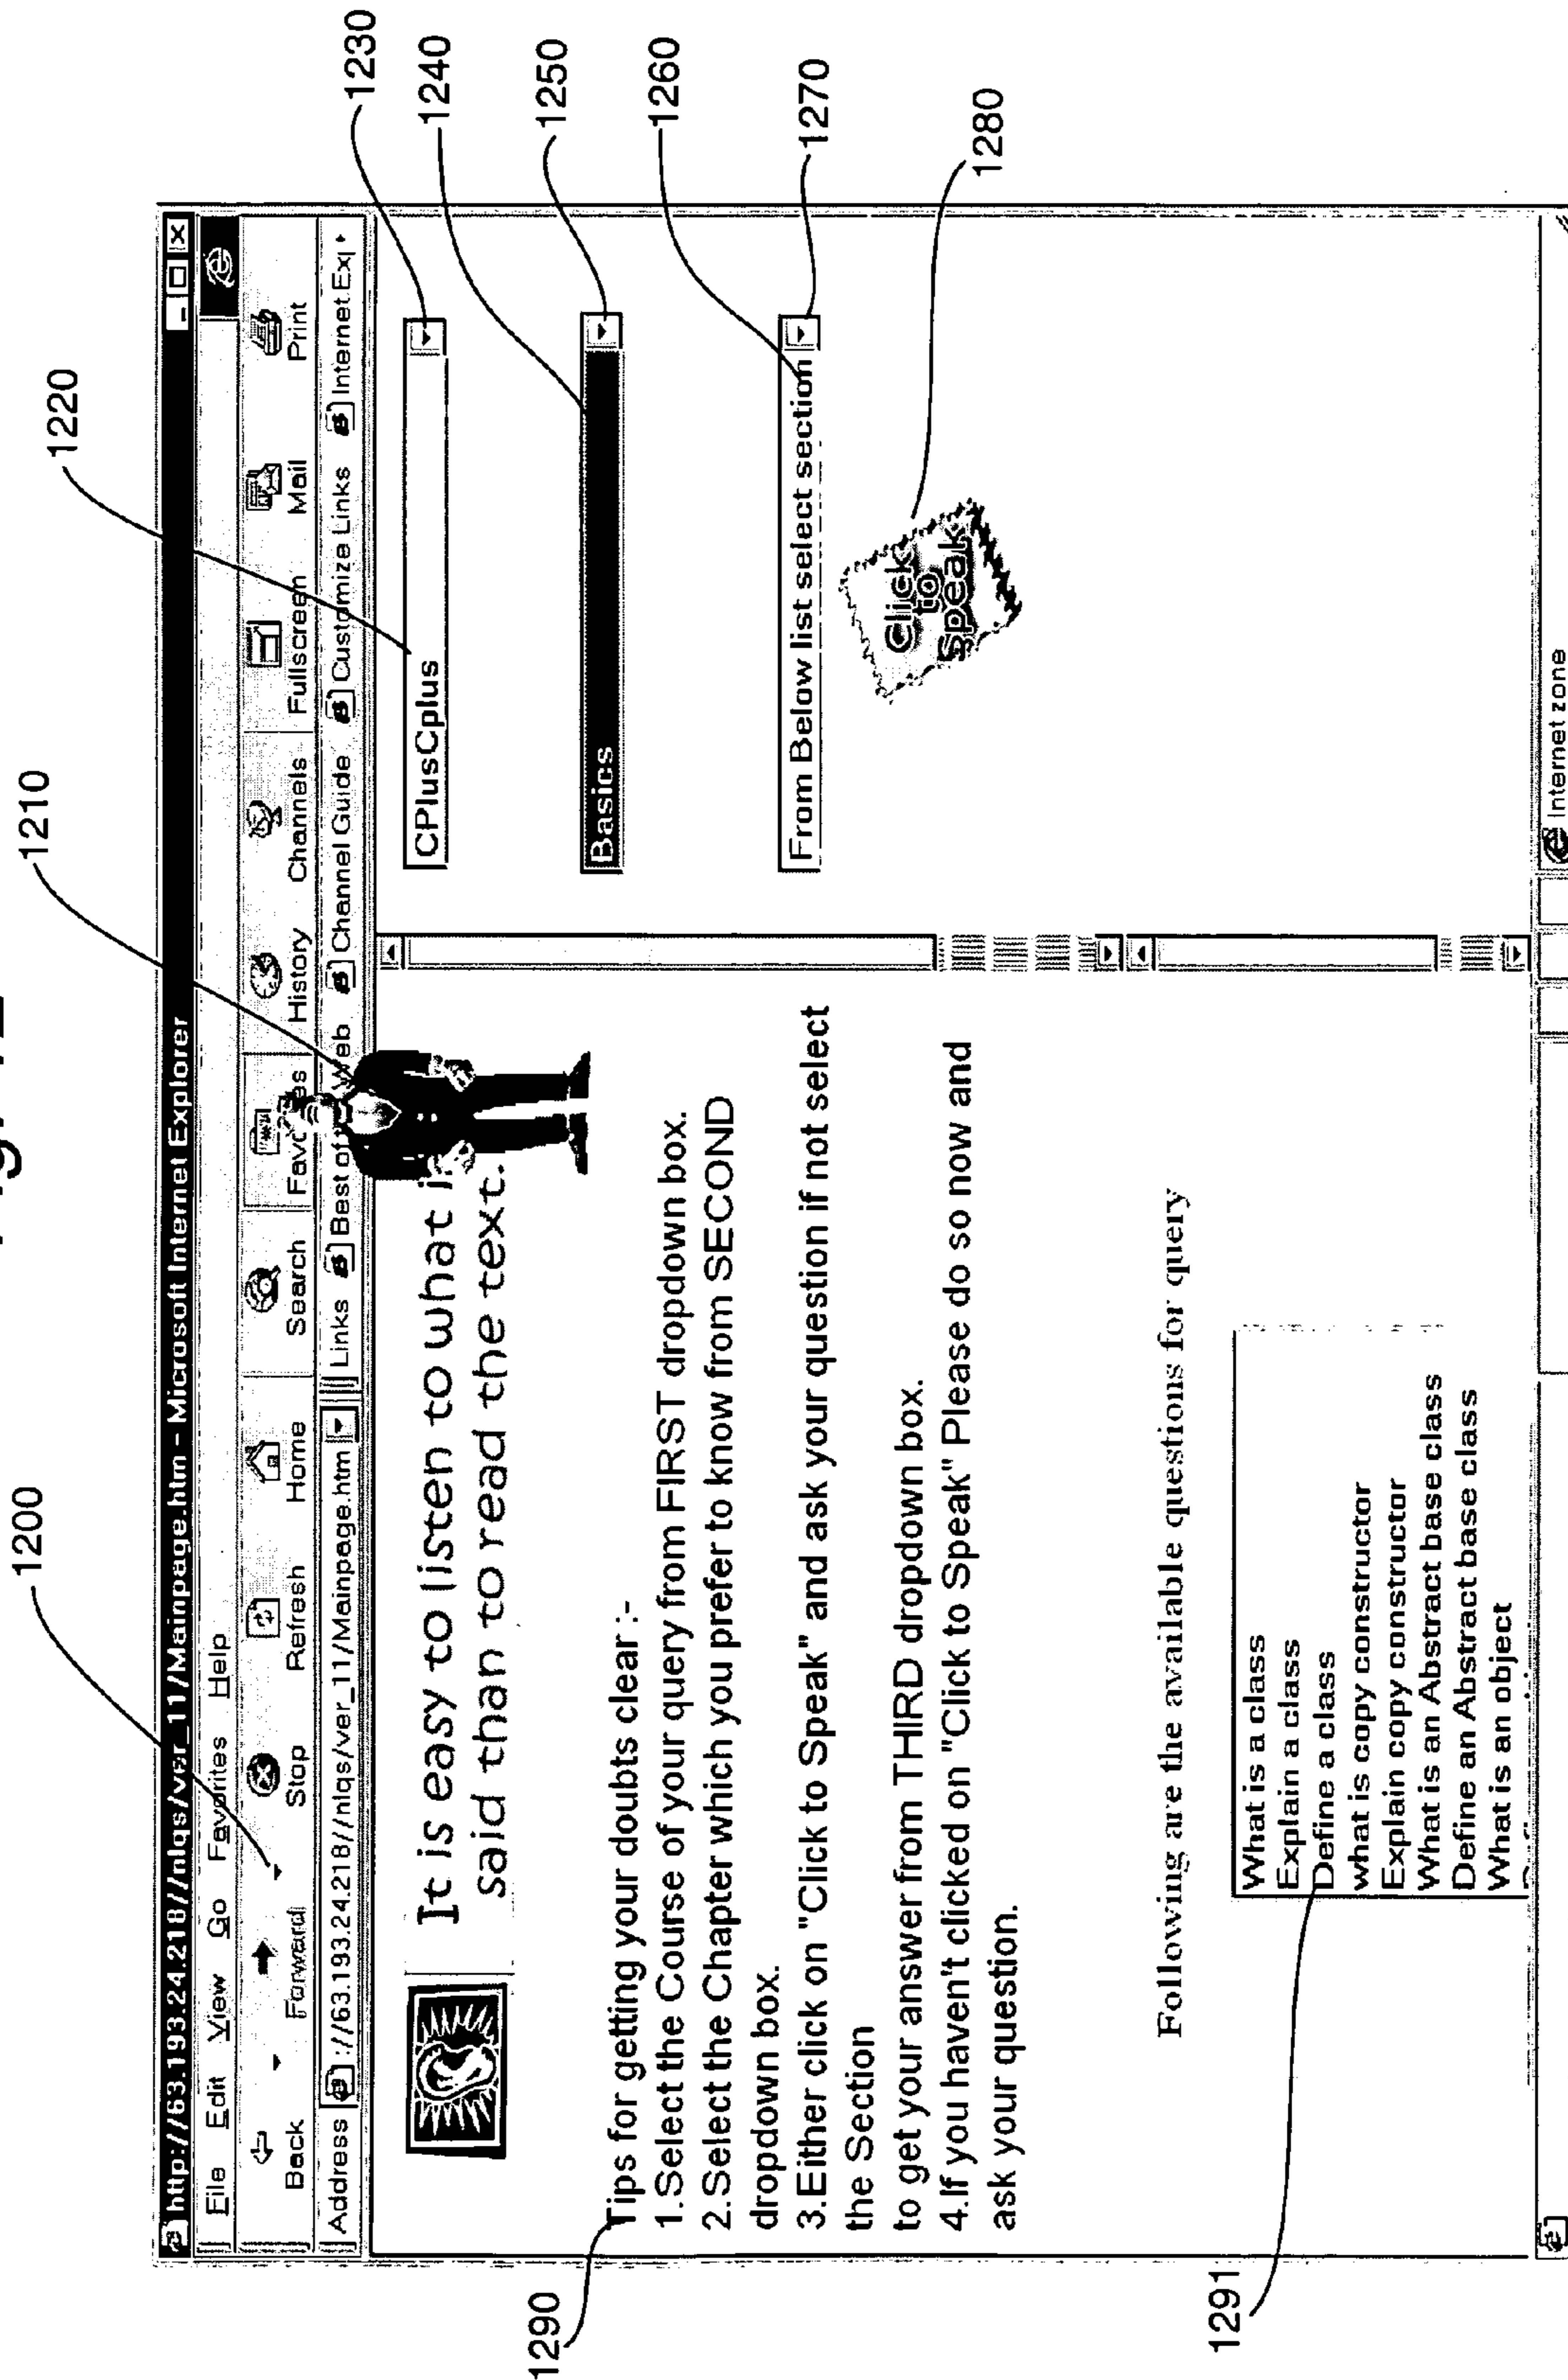 1200
1210
1220
1230
1240
1250
1260
1270
1280
1290
1291
http://63.193.24.218//nlqs/ver_11/Mainpage.htm - Microsoft Internet Explorer
File Edit View Go Favorites Help
Back Forward Stop Refresh Home Search Favorites History Channels Fullscreen Mail Print
Address ://63.193.24.218//nlqs/ver_11/Mainpage.htm Links Best of Web Channel Guide Customize Links Internet Expl
It is easy to listen to what
said than to read the text.
Tips for getting your doubts clear :-
1.Select the Course of your query from FIRST dropdown box.
2.Select the Chapter which you prefer to know from SECOND
dropdown box.
3.Either click on "Click to Speak" and ask your question if not select
the Section
to get your answer from THIRD dropdown box.
4.If you haven't clicked on "Click to Speak" Please do so now and
ask your question.
CPlusCplus
Basics
From Below list select section
Click
to
Speak
Following are the available questions for query
What is a class
Explain a class
Define a class
what is copy constructor
Explain copy constructor
What is an Abstract base class
Define an Abstract base class
What is an object
Internet zone